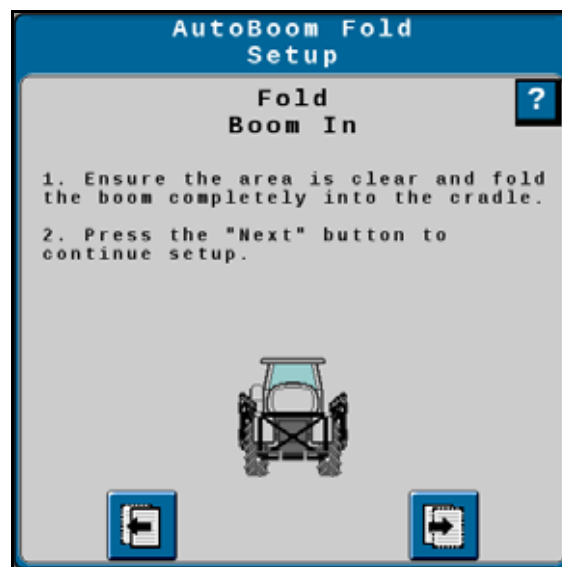 AutoBoom Fold
Setup
Fold
Boom In
?
1. Ensure the area is clear and fold
the boom completely into the cradle.
2. Press the "Next" button to
continue setup.